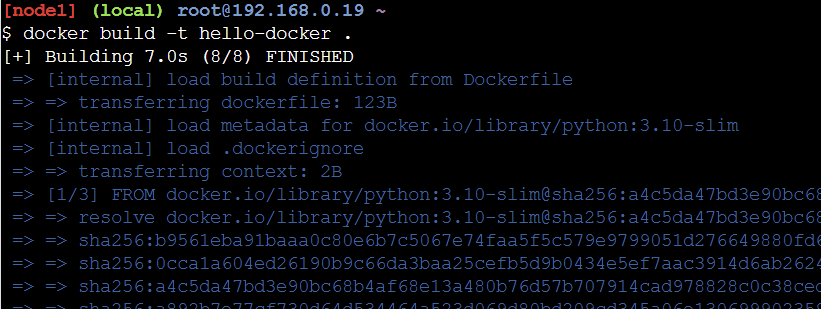 [node1] (local) root@192.168.0.19 ~
$ docker build -t hello-docker .
[+] Building 7.0s (8/8) FINISHED
=> [internal] load build definition from Dockerfile
=> => transferring dockerfile: 123B
=> [internal] load metadata for docker.io/library/python:3.10-slim
=> [internal] load .dockerignore
=> => transferring context: 2B
=> [1/3] FROM docker.io/library/python:3.10-slim@sha256:a4c5da47bd3e90bc68
=> => resolve docker.io/library/python:3.10-slim@sha256:a4c5da47bd3e90bc68
=> => sha256:b9561eba91baaa0c80e6b7c5067e74faa5f5c579e9799051d276649880fd6
=> => sha256:0cca1a604ed26190b9c66da3baa25cefb5d9b0434e5ef7aac3914d6ab2624
=> => sha256:a4c5da47bd3e90bc68b4af68e13a480b76d57b707914cad978828c0c38cec
=> =>